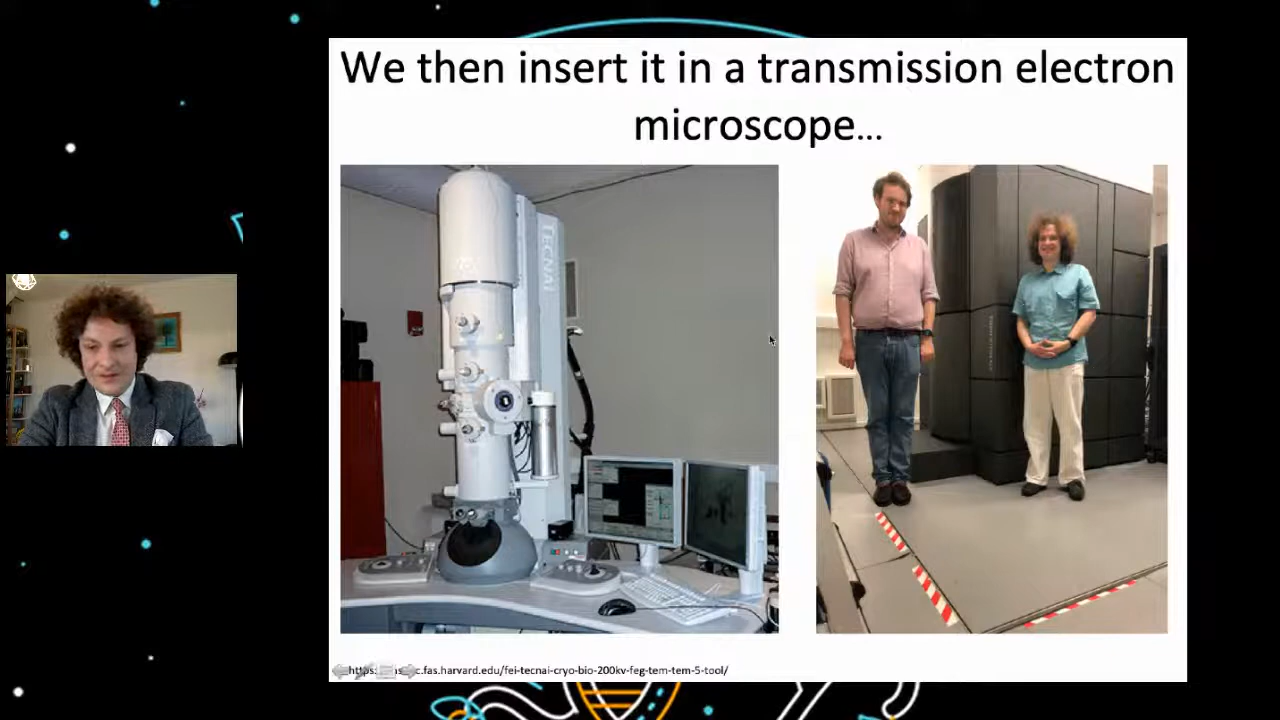 We then insert it in a transmission electron
microscope…
TECNAI
c.fas.harvard.edu/fei-tecnai-cryo-bio-200kv-feg-tem-tem-5-tool/